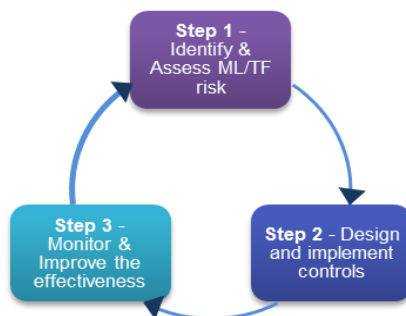 Step 1 -
Identify &
Assess ML/TF
risk
Step 2 - Design
and implement
controls
Step 3 -
Monitor &
Improve the
effectiveness